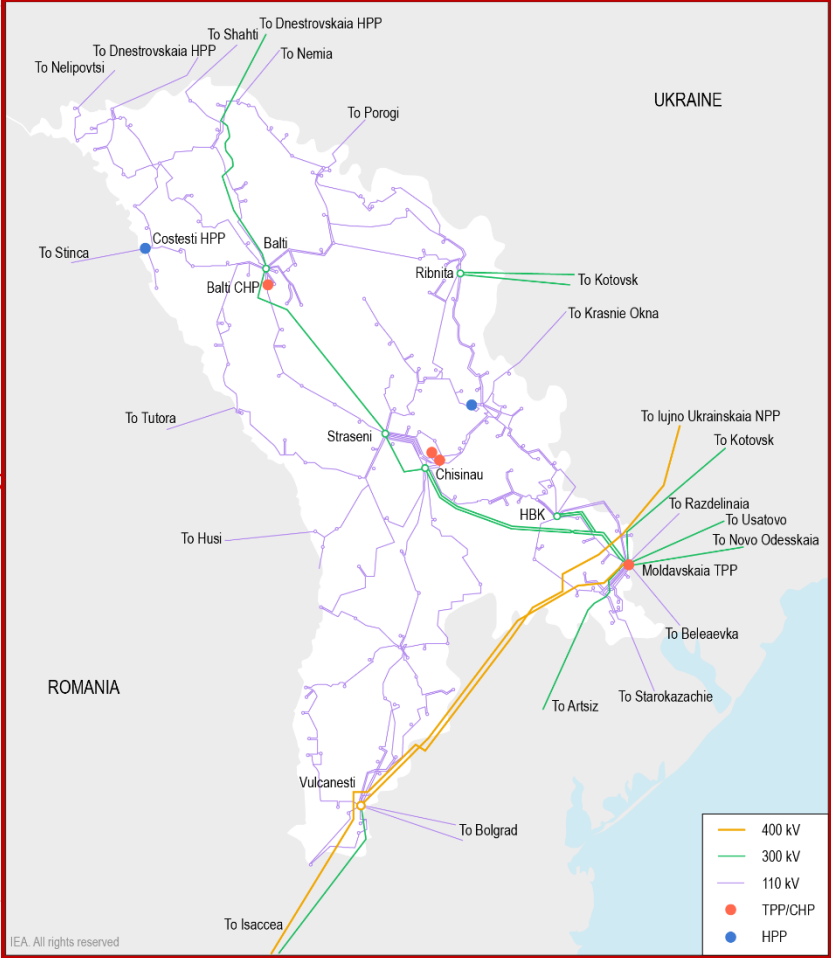 To Dnestrovskaia HPP
To Shahti
To Dnestrovskaia HPP
To Nemia
To Nelipovtsi
UKRAINE
To Porogi
Costesti HPP
Balti
To Stinca
Ribnita
To Kotovsk
Balti CHP
To Krasnie Okna
To Tutora
To Iujno Ukrainskaia NPP
Straseni
To Kotovsk
Chisinau
To Razdelinaia
HBK
To Usatovo
To Husi
To Novo Odesskaia
Moldavskaia TPP
To Beleaevka
ROMANIA
To Starokazachie
To Artsiz
Vulcanesti
To Bolgrad
400 kV
300 kV
110 kV
TPP/CHP
HPP
To Isaccea
IEA. All rights reserved